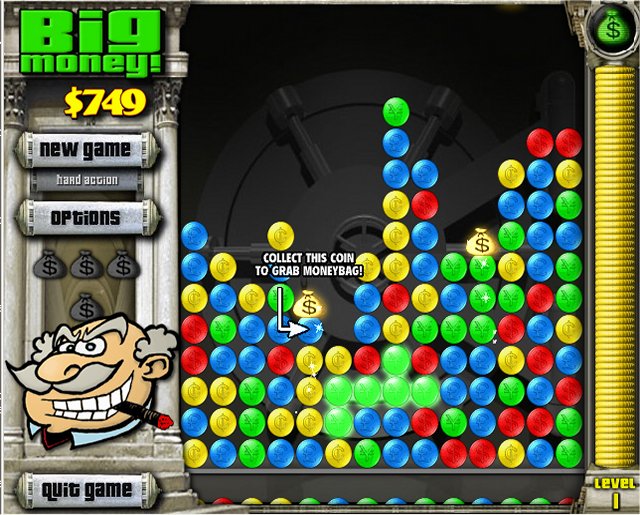 Big
money!
$749
new game
hard action
options
COLLECT THIS COIN
TO GRAB MONEYBAG!
Quit game
LEVEL
1